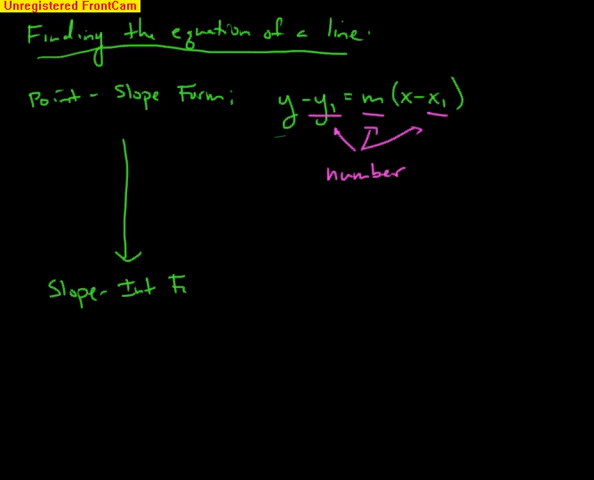 Unregistered FrontCam
Finding the equation of a line.
Point - Slope Form; y - y₁ = m (x - x₁)
number
Slope - Int F